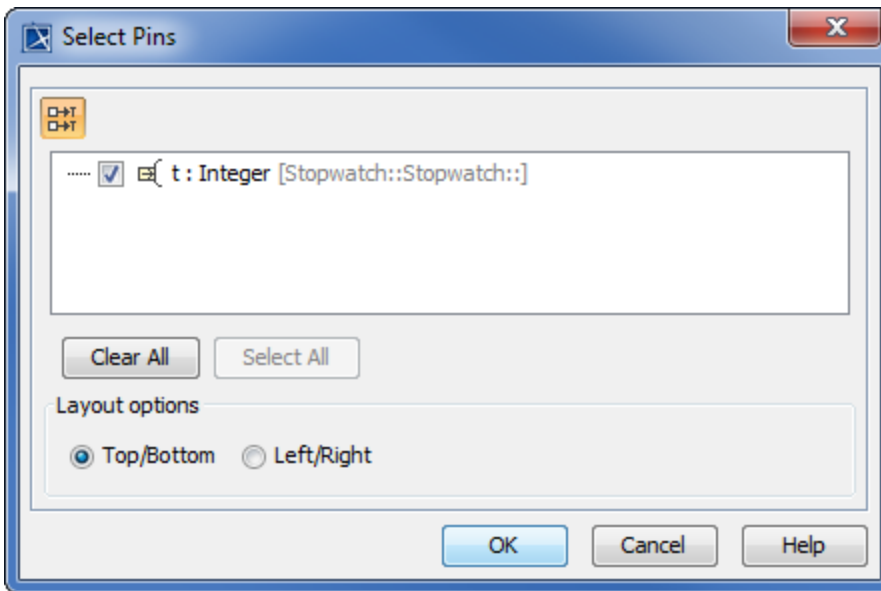 Select Pins
t : Integer [Stopwatch::Stopwatch::]
Clear All Select All
Layout options
Top/Bottom Left/Right
OK Cancel Help